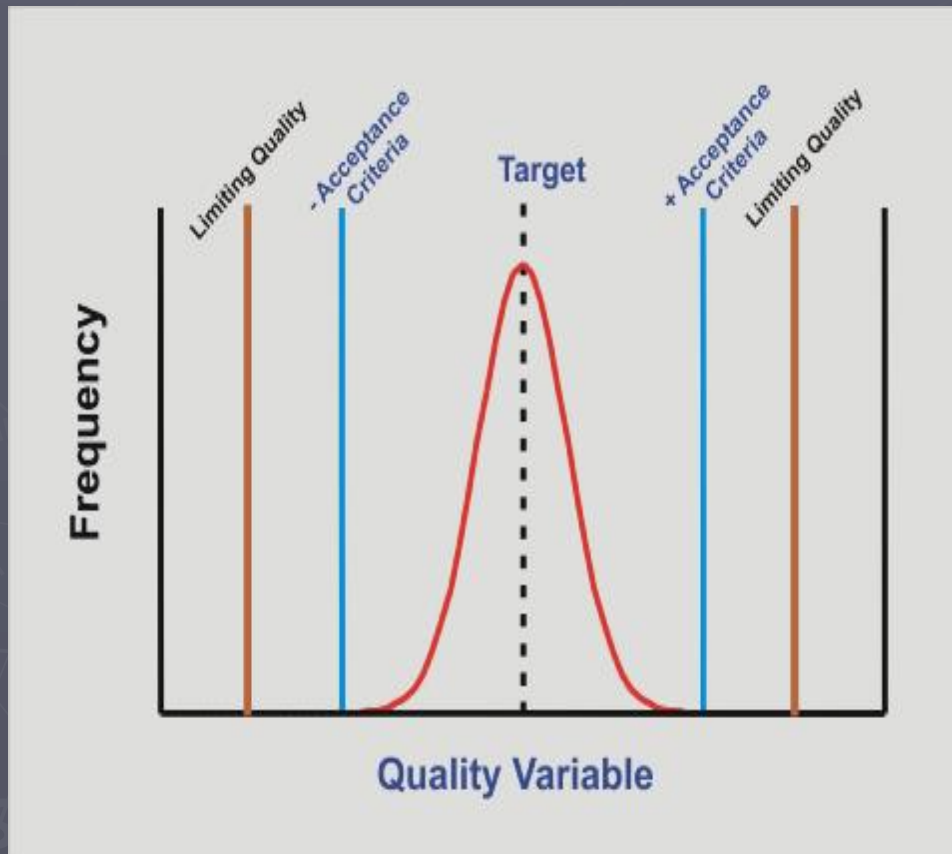 Limiting Quality
- Acceptance
Criteria
Target
+ Acceptance
Criteria
Limiting Quality
Frequency
Quality Variable